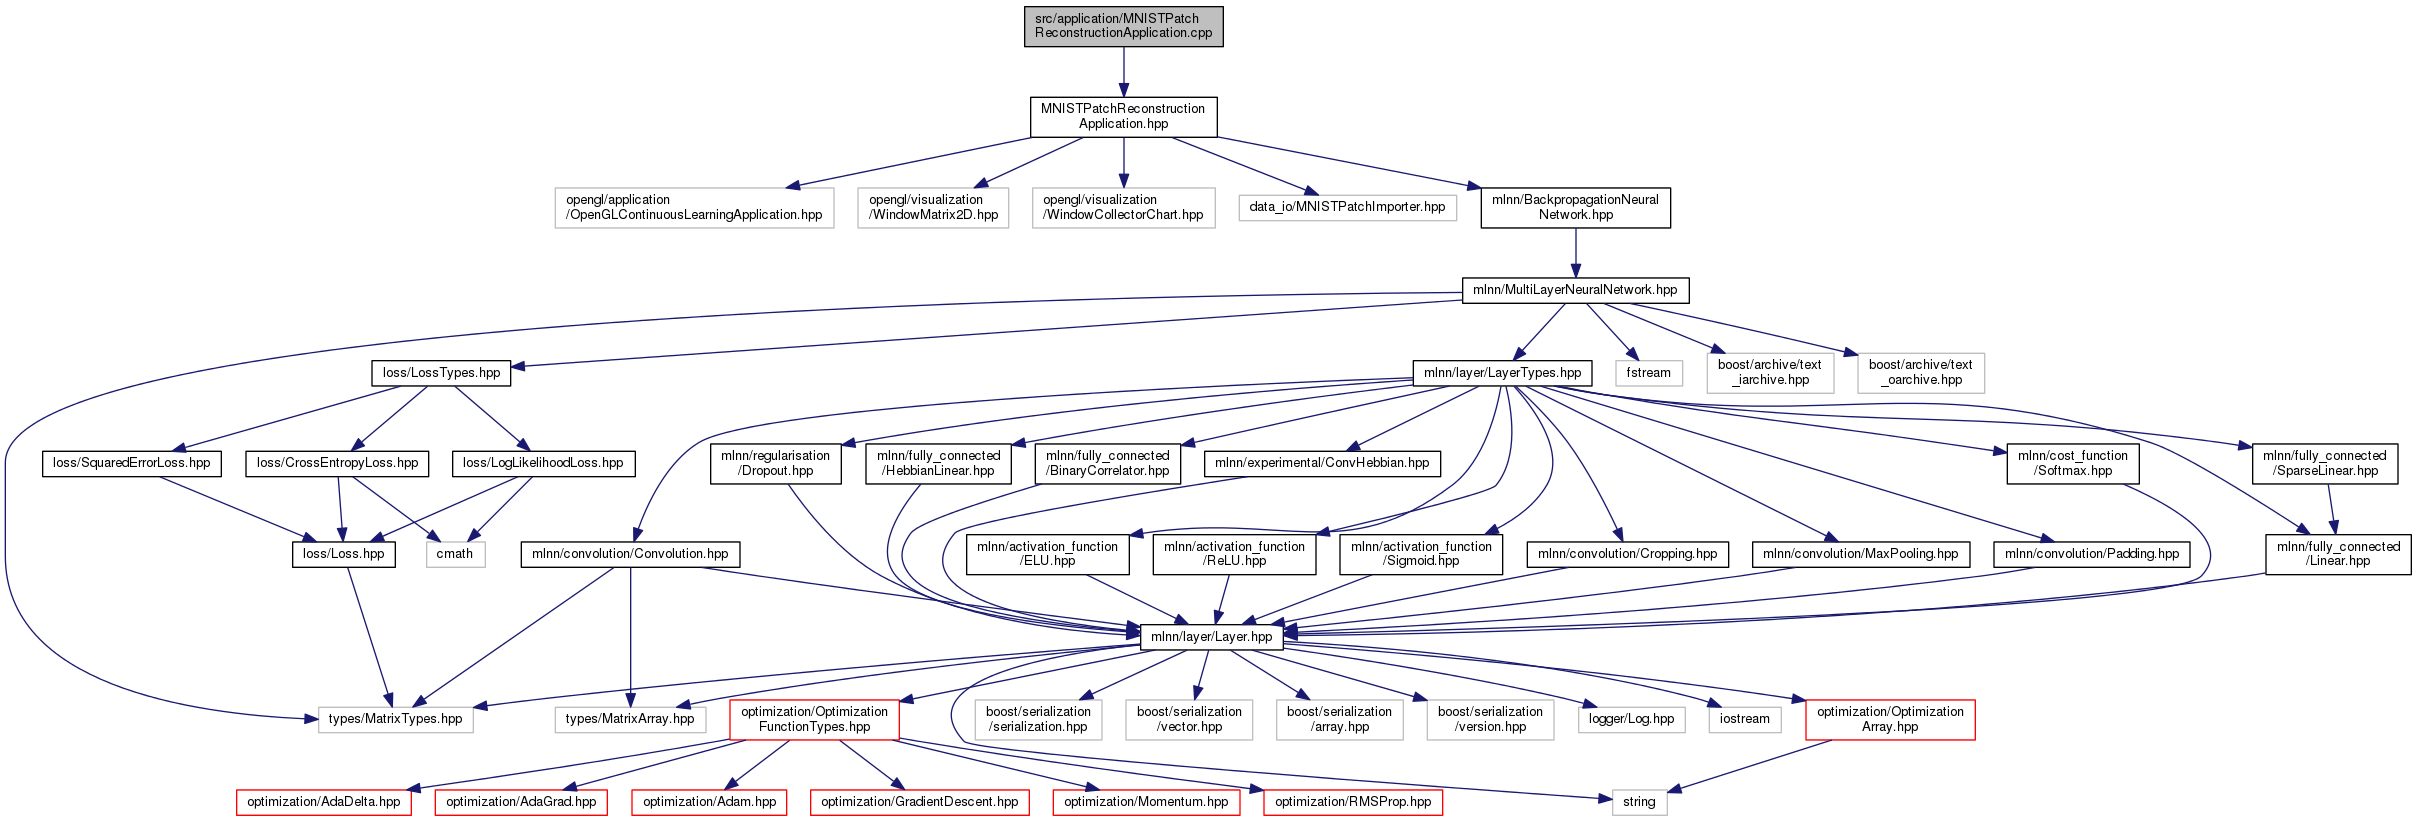 src/application/MNISTPatch
ReconstructionApplication.cpp
MNISTPatchReconstruction
Application.hpp
opengl/application
/OpenGLContinuousLearningApplication.hpp
opengl/visualization
/WindowMatrix2D.hpp
opengl/visualization
/WindowCollectorChart.hpp
data_io/MNISTPatchImporter.hpp
mlnn/BackpropagationNeural
Network.hpp
mlnn/MultiLayerNeuralNetwork.hpp
loss/LossTypes.hpp
mlnn/layer/LayerTypes.hpp
fstream
boost/archive/text
_iarchive.hpp
boost/archive/text
_oarchive.hpp
loss/SquaredErrorLoss.hpp
loss/CrossEntropyLoss.hpp
loss/LogLikelihoodLoss.hpp
mlnn/regularisation
/Dropout.hpp
mlnn/fully_connected
/HebbianLinear.hpp
mlnn/fully_connected
/BinaryCorrelator.hpp
mlnn/experimental/ConvHebbian.hpp
mlnn/cost_function
/Softmax.hpp
mlnn/fully_connected
/SparseLinear.hpp
loss/Loss.hpp
cmath
mlnn/convolution/Convolution.hpp
mlnn/activation_function
/ELU.hpp
mlnn/activation_function
/ReLU.hpp
mlnn/activation_function
/Sigmoid.hpp
mlnn/convolution/Cropping.hpp
mlnn/convolution/MaxPooling.hpp
mlnn/convolution/Padding.hpp
mlnn/fully_connected
/Linear.hpp
mlnn/layer/Layer.hpp
types/MatrixTypes.hpp
types/MatrixArray.hpp
optimization/Optimization
FunctionTypes.hpp
boost/serialization
/serialization.hpp
boost/serialization
/vector.hpp
boost/serialization
/array.hpp
boost/serialization
/version.hpp
logger/Log.hpp
iostream
optimization/Optimization
Array.hpp
optimization/AdaDelta.hpp
optimization/AdaGrad.hpp
optimization/Adam.hpp
optimization/GradientDescent.hpp
optimization/Momentum.hpp
optimization/RMSProp.hpp
string